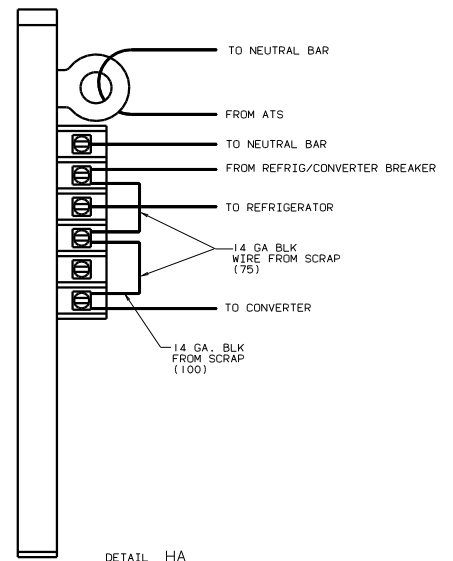 TO NEUTRAL BAR
FROM ATS
TO NEUTRAL BAR
FROM REFRIG/CONVERTER BREAKER
TO REFRIGERATOR
14 GA BLK
WIRE FROM SCRAP
(75)
TO CONVERTER
14 GA. BLK
FROM SCRAP
(100)
DETAIL HA